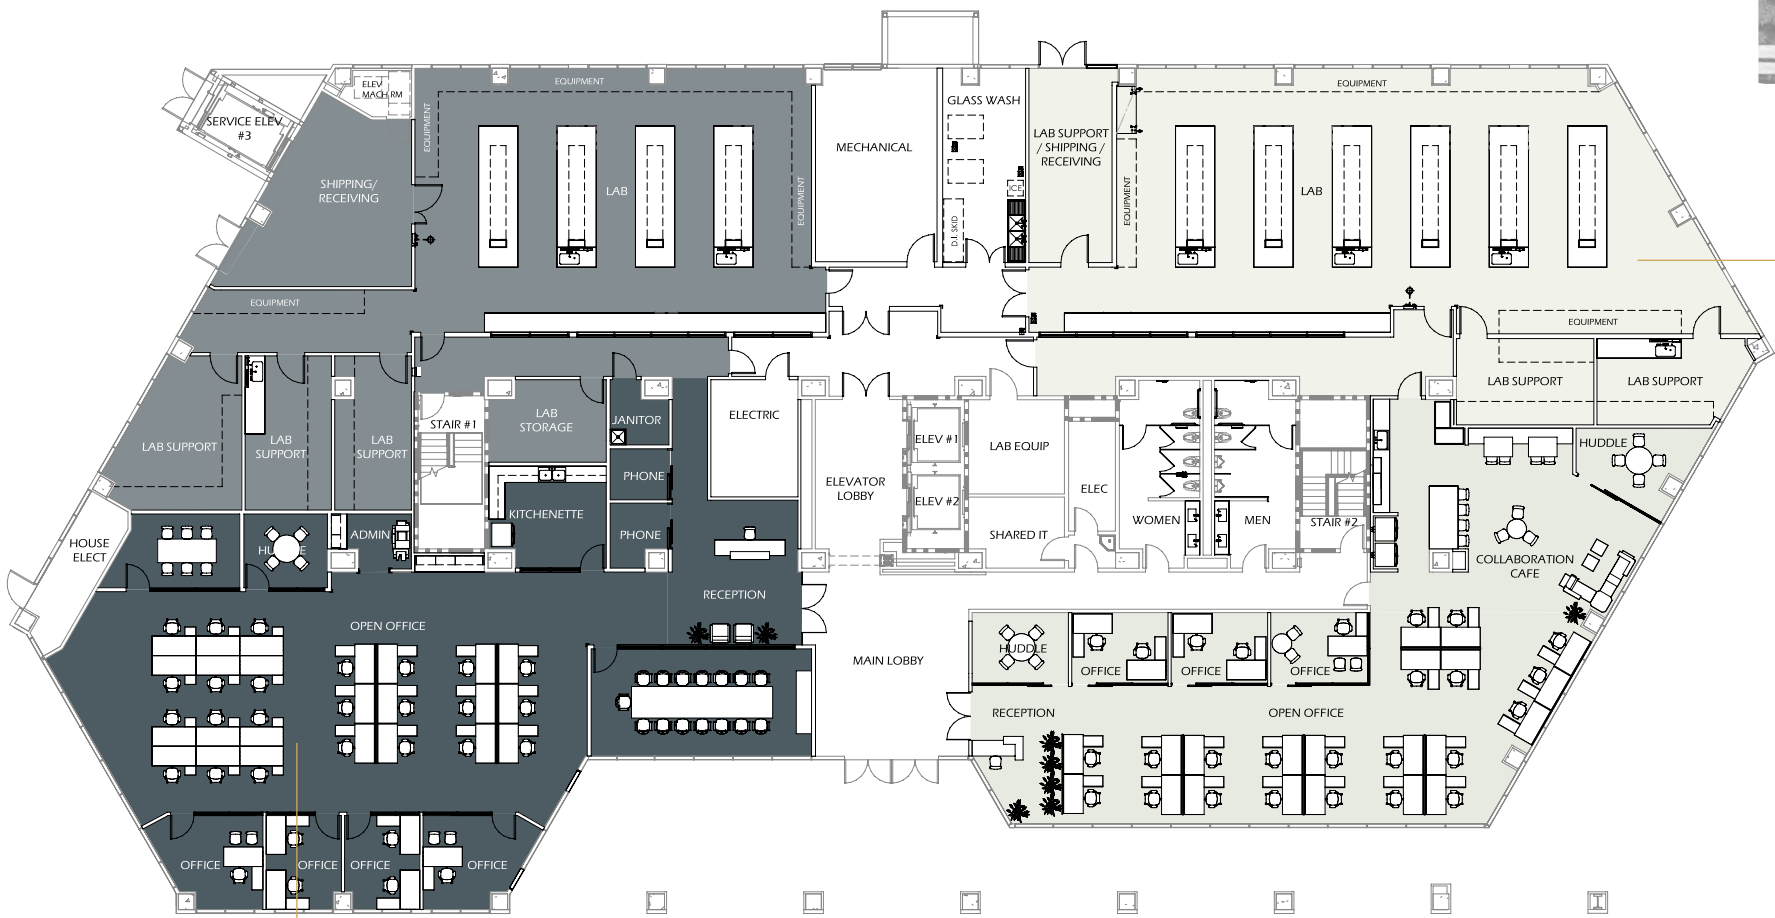 EQUIPMENT
EQUIPMENT
ELEV
MACH RM
GLASS WASH
SERVICE ELEV
#3
EQUIPMENT
LAB SUPPORT
/ SHIPPING /
RECEIVING
MECHANICAL
SHIPPING/
RECEIVING
LAB
EQUIPMENT
ICE
EQUIPMENT
LAB
D.I. SKID
EQUIPMENT
EQUIPMENT
LAB SUPPORT
LAB SUPPORT
LAB
STORAGE
JANITOR
ELECTRIC
STAIR #1
LAB SUPPORT
LAB
SUPPORT
LAB
SUPPORT
ELEV #1
LAB EQUIP
HUDDLE
PHONE
ELEVATOR
LOBBY
ELEV #2
ELEC
KITCHENETTE
WOMEN
MEN
STAIR #2
HOUSE
ELECT
HUDDLE
ADMIN
PHONE
SHARED IT
COLLABORATION
CAFE
RECEPTION
OPEN OFFICE
MAIN LOBBY
HUDDLE
OFFICE
OFFICE
OFFICE
RECEPTION
OPEN OFFICE
OFFICE
OFFICE
OFFICE
OFFICE